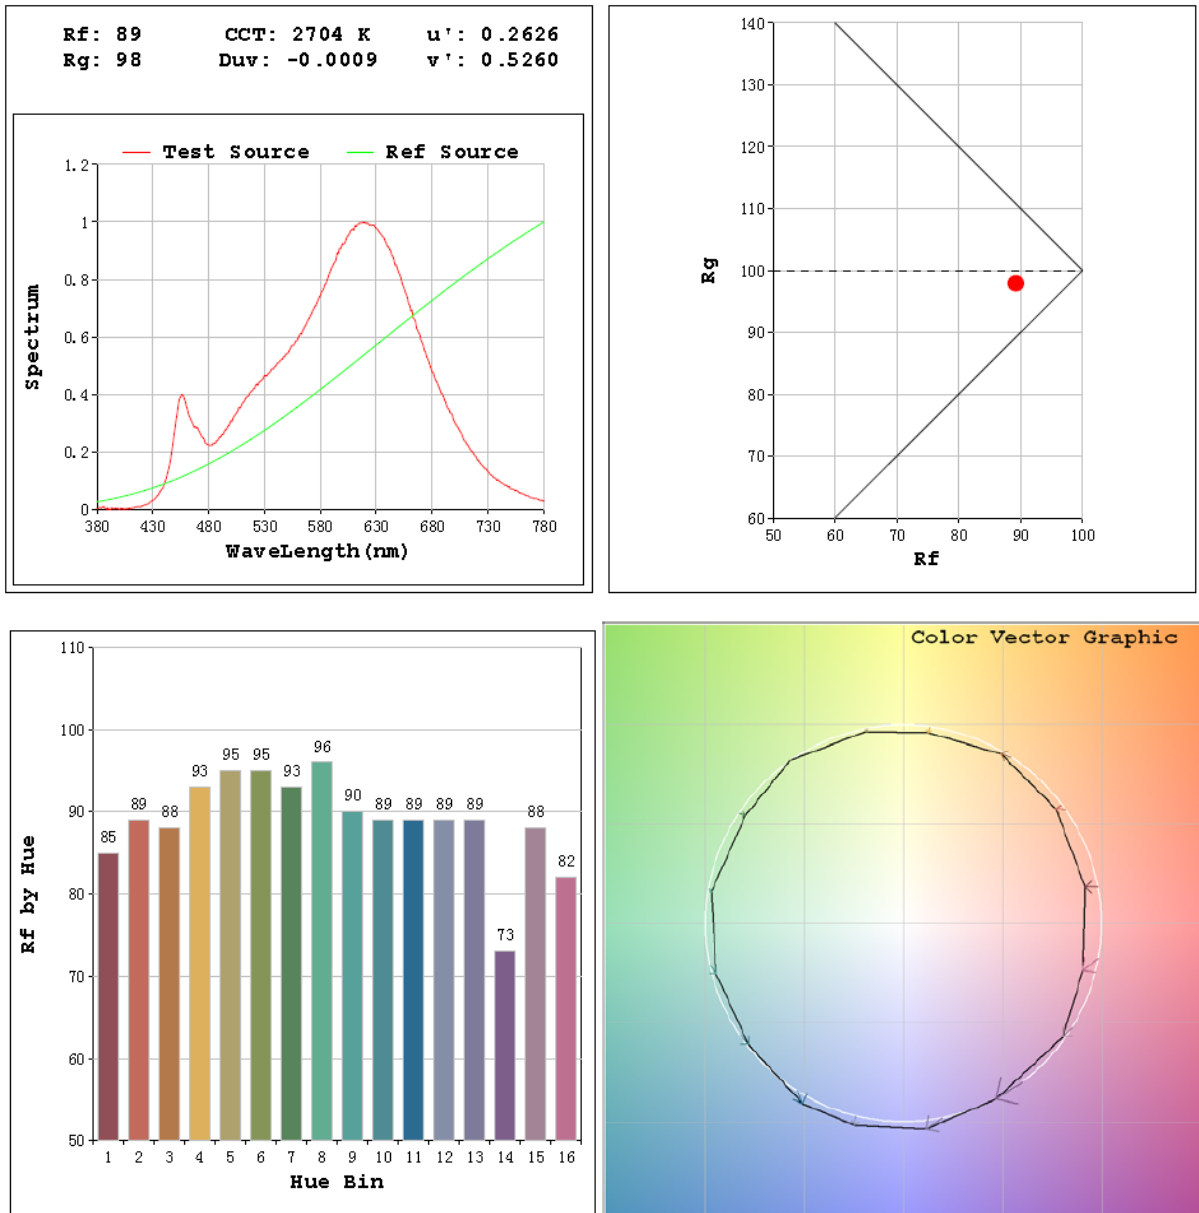 Rf: 89 CCT: 2704 K u': 0.2626
Rg: 98 Duv: -0.0009 v': 0.5260
Test Source Ref Source
1.2
1
0.8
0.6
0.4
0.2
0
Spectrum
380 430 480 530 580 630 680 730 780
WaveLength(nm)
140
130
120
110
100
90
80
70
60
Rg
50 60 70 80 90 100
Rf
110
100
90
80
70
60
50
Rf by Hue
85 89 88 93 95 95 93 96 90 89 89 89 89 73 88 82
1 2 3 4 5 6 7 8 9 10 11 12 13 14 15 16
Hue Bin
Color Vector Graphic